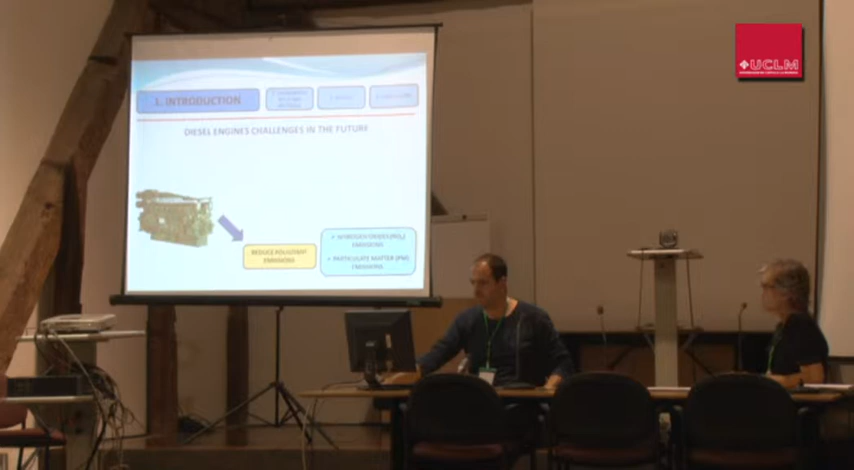 UCLM
1. INTRODUCTION
DIESEL ENGINES CHALLENGES IN THE FUTURE
REDUCE POLLUTANT
EMISSIONS
✓ NITROGEN OXIDES (NOx)
EMISSIONS
✓ PARTICULATE MATTER (PM)
EMISSIONS